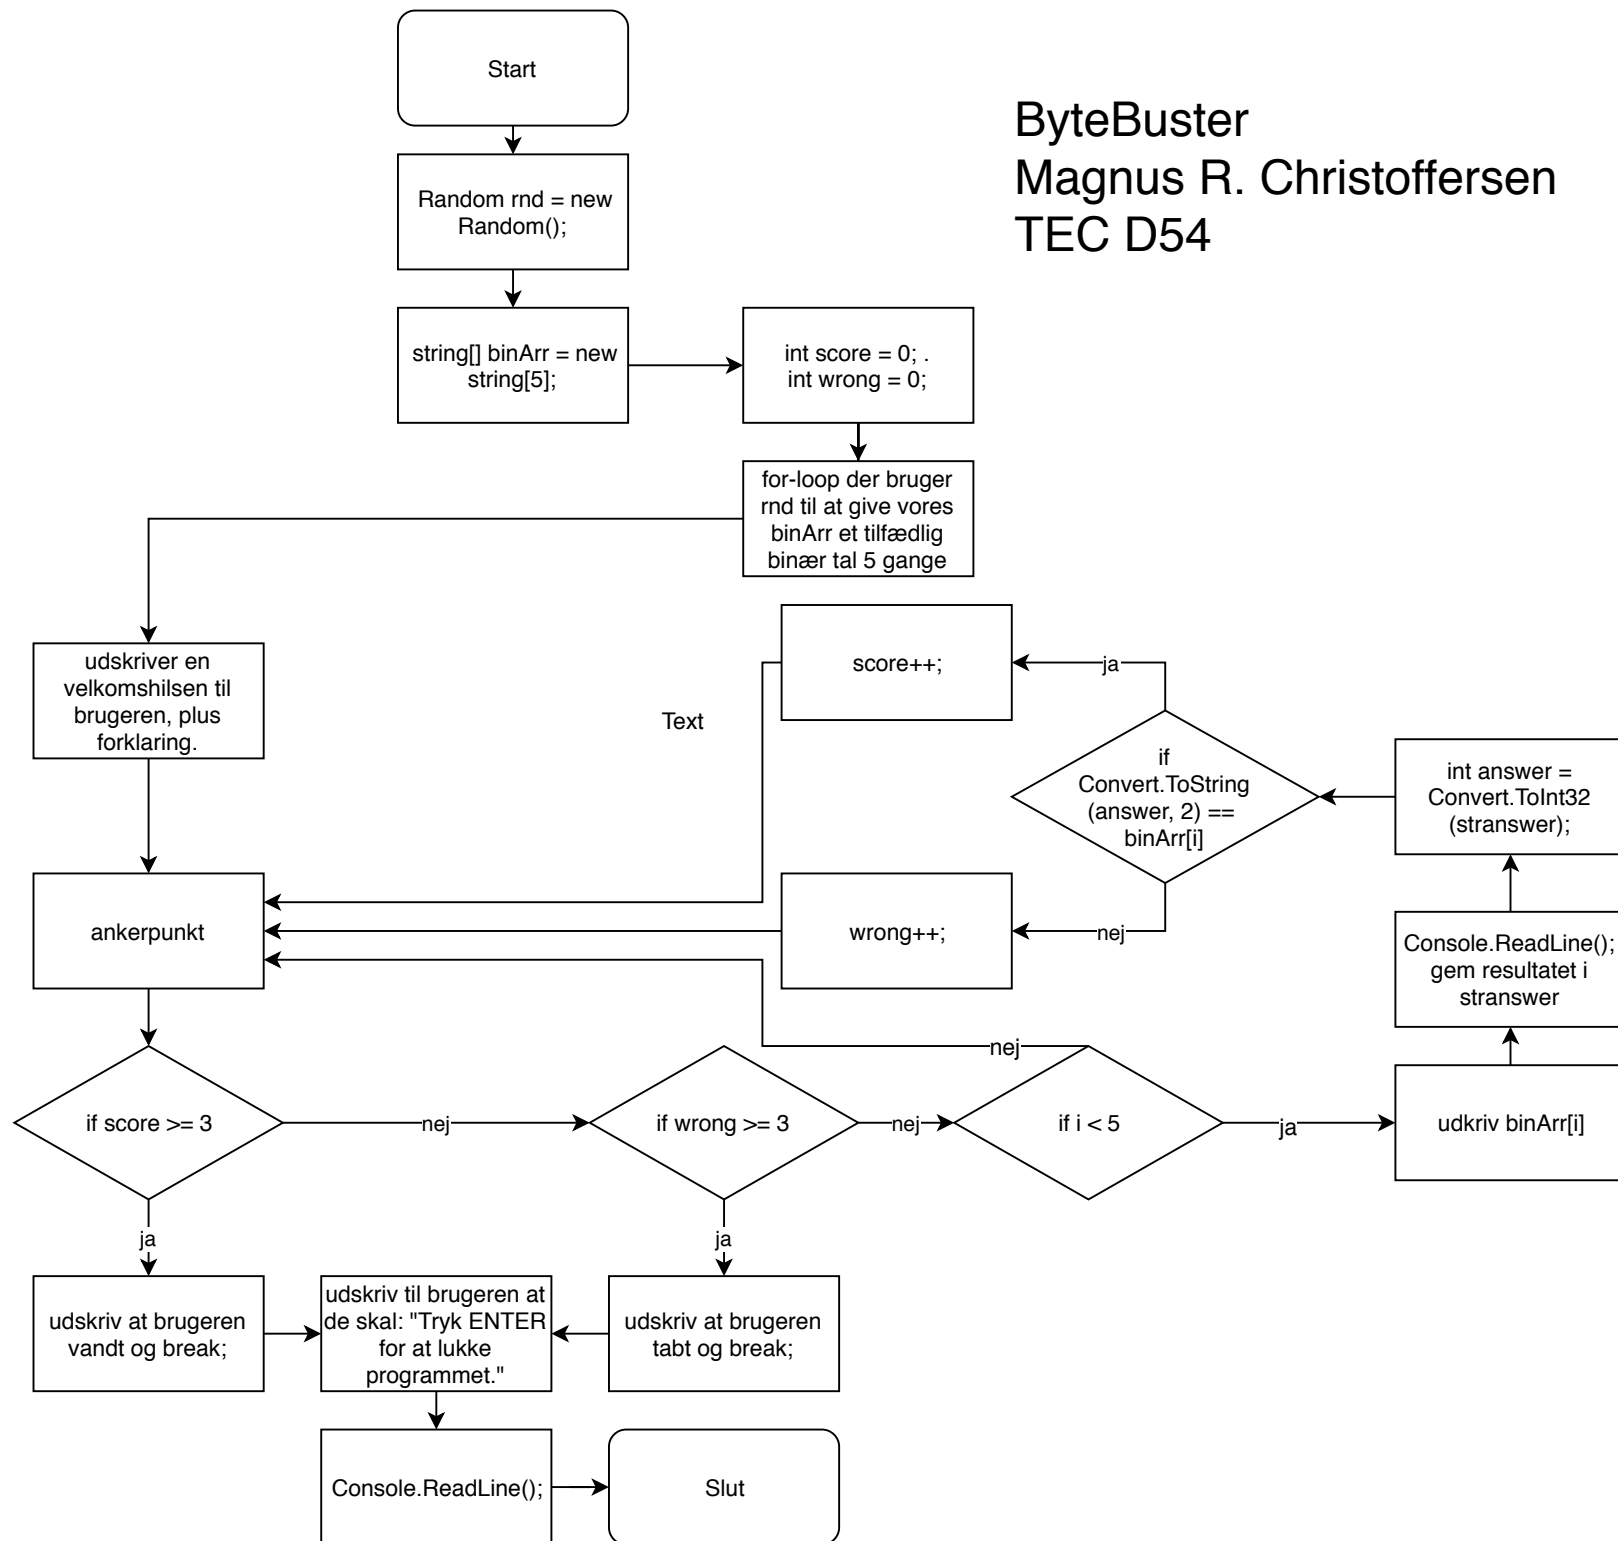 Start
ByteBuster
Magnus R. Christoffersen
TEC D54
Random rnd = new
Random();
string[] binArr = new
string[5];
int score = 0; .
int wrong = 0;
for-loop der bruger
rnd til at give vores
binArr et tilfædlig
binær tal 5 gange
udskriver en
velkomshilsen til
brugeren, plus
forklaring.
Text
score++;
ja
if
Convert.ToString
(answer, 2) ==
binArr[i]
int answer =
Convert.ToInt32
(stranswer);
ankerpunkt
wrong++;
nej
Console.ReadLine();
gem resultatet i
stranswer
nej
if score >= 3
nej
if wrong >= 3
nej
if i < 5
ja
udkriv binArr[i]
ja
ja
udskriv at brugeren
vandt og break;
udskriv til brugeren at
de skal: "Tryk ENTER
for at lukke
programmet."
udskriv at brugeren
tabt og break;
Console.ReadLine();
Slut